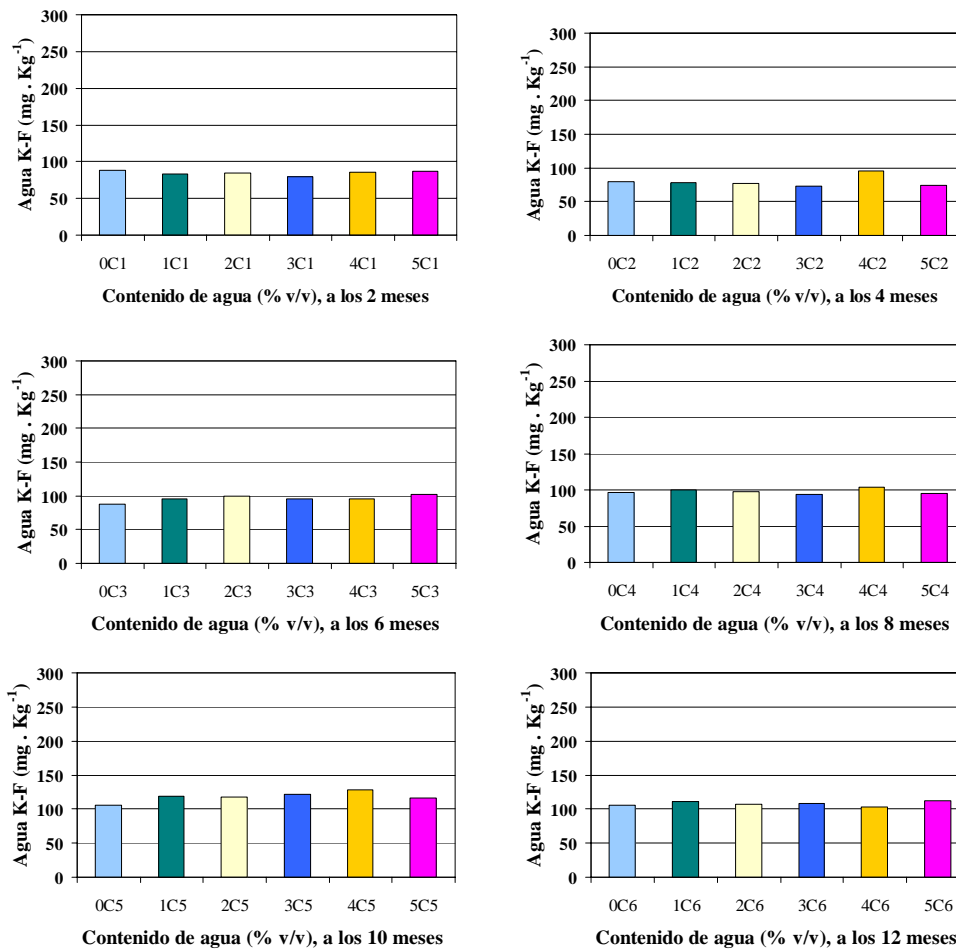 300
250
200
150
100
50
0
Agua K-F (mg . Kg-1)
0C1 1C1 2C1 3C1 4C1 5C1
Contenido de agua (% v/v), a los 2 meses
300
250
200
150
100
50
0
Agua K-F (mg . Kg-1)
0C2 1C2 2C2 3C2 4C2 5C2
Contenido de agua (% v/v), a los 4 meses
300
250
200
150
100
50
0
Agua K-F (mg . Kg-1)
0C3 1C3 2C3 3C3 4C3 5C3
Contenido de agua (% v/v), a los 6 meses
300
250
200
150
100
50
0
Agua K-F (mg . Kg-1)
0C4 1C4 2C4 3C4 4C4 5C4
Contenido de agua (% v/v), a los 8 meses
300
250
200
150
100
50
0
Agua K-F (mg . Kg-1)
0C5 1C5 2C5 3C5 4C5 5C5
Contenido de agua (% v/v), a los 10 meses
300
250
200
150
100
50
0
Agua K-F (mg . Kg-1)
0C6 1C6 2C6 3C6 4C6 5C6
Contenido de agua (% v/v), a los 12 meses